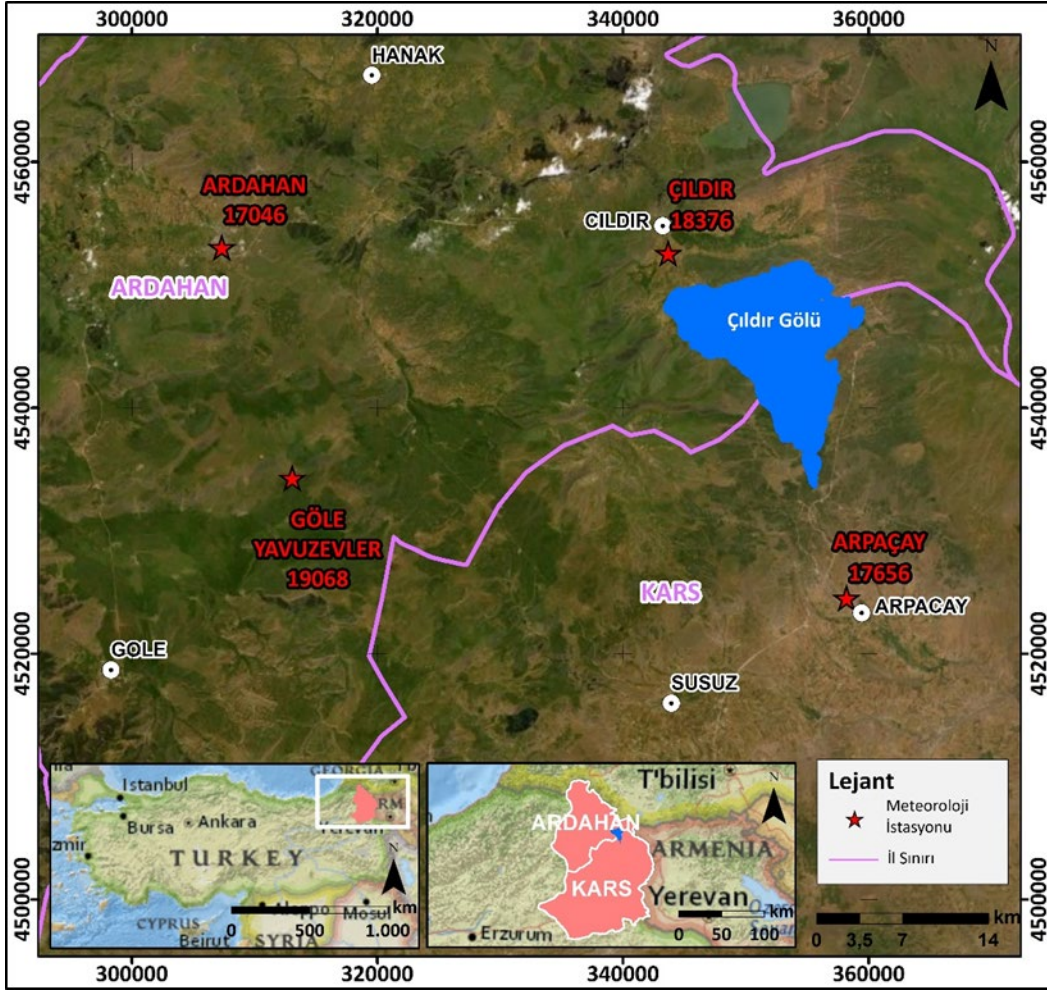 300000
320000
340000
360000
HANAK
N
4560000
4560000
ARDAHAN
17046
ÇILDIR
18376
CILDIR
ARDAHAN
Çıldır Gölü
4540000
4540000
GÖLE
YAVUZEVLER
19068
ARPAÇAY
17656
KARS
ARPACAY
GOLE
4520000
4520000
SUSUZ
GEORGIA
Istanbul
Bursa
Ankara
RM
Yerevan
TURKEY
N
km
CYPRUS
Mosul
Beirut
SYRIA
0
500
1.000
T'bilisi
N
ARDAHAN
ARMENIA
KARS
Yerevan
km
Erzurum
0
50
100
Lejant
Meteoroloji
İstasyonu
İl Sınırı
km
0
3,5
7
14
4500000
4500000
300000
320000
340000
360000